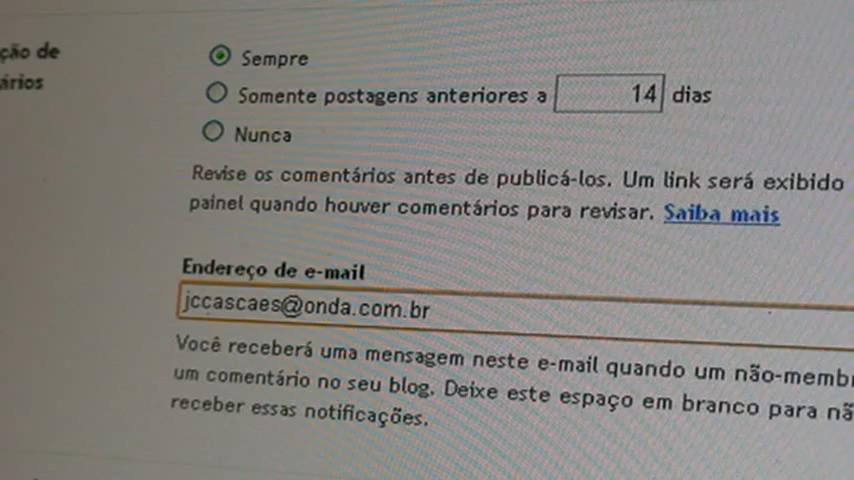 ção de
ários
Sempre
Somente postagens anteriores a 14 dias
Nunca
Revise os comentários antes de publicá-los. Um link será exibido
painel quando houver comentários para revisar. Saiba mais
Endereço de e-mail
jccascaes@onda.com.br
Você receberá uma mensagem neste e-mail quando um não-membr
um comentário no seu blog. Deixe este espaço em branco para nã
receber essas notificações.